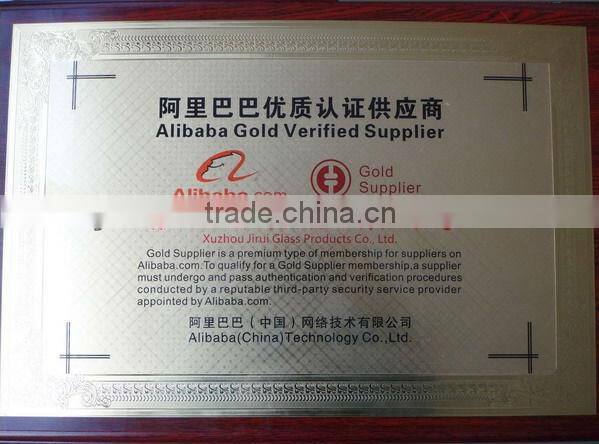 阿里巴巴优质认证供应商
Alibaba Gold Verified Supplier
Alibaba.com
Gold
Supplier
trade.china.cn
Xuzhou Jirui Glass Products Co., Ltd.
Gold Supplier is a premium type of membership for suppliers on
Alibaba.com.To qualify for a Gold Supplier membership,a supplier
must undergo and pass authentication and verification procedures
conducted by a reputable third-party security service provider
appointed by Alibaba.com.
阿里巴巴（中国）网络技术有限公司
Alibaba(China)Technology Co.,Ltd.